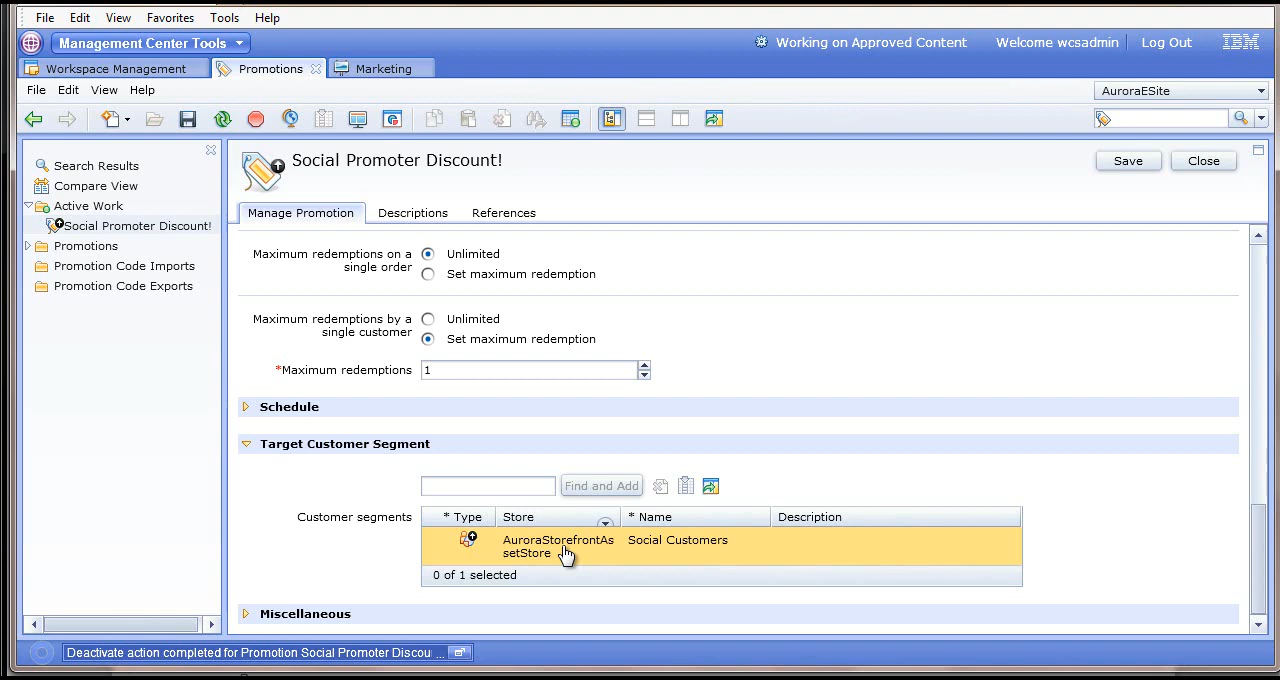 File Edit View Favorites Tools Help
Management Center Tools Working on Approved Content Welcome wcsadmin Log Out IBM
Workspace Management Promotions Marketing
File Edit View Help AuroraESite
Social Promoter Discount! Save Close
Search Results
Compare View
Active Work
Social Promoter Discount!
Promotions
Promotion Code Imports
Promotion Code Exports
Manage Promotion Descriptions References
Maximum redemptions on a single order
Unlimited
Set maximum redemption
Maximum redemptions by a single customer
Unlimited
Set maximum redemption
*Maximum redemptions 1
Schedule
Target Customer Segment
Find and Add
Customer segments
* Type Store * Name Description
AuroraStorefrontAs
setStore
Social Customers
0 of 1 selected
Miscellaneous
Deactivate action completed for Promotion Social Promoter Discou ...